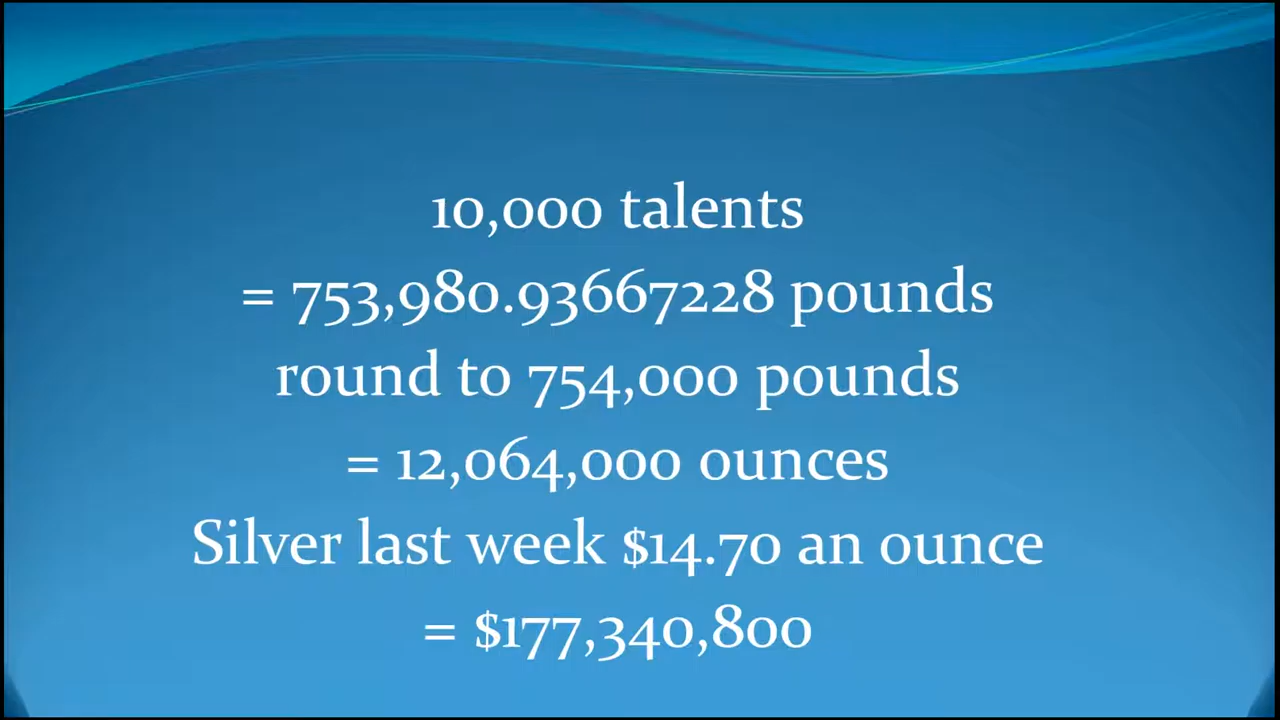 10,000 talents
= 753,980.93667228 pounds
round to 754,000 pounds
= 12,064,000 ounces
Silver last week $14.70 an ounce
= $177,340,800